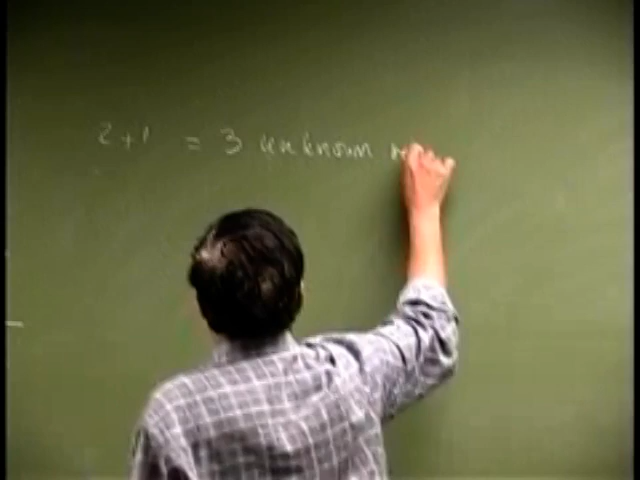 2+1 = 3 unknown